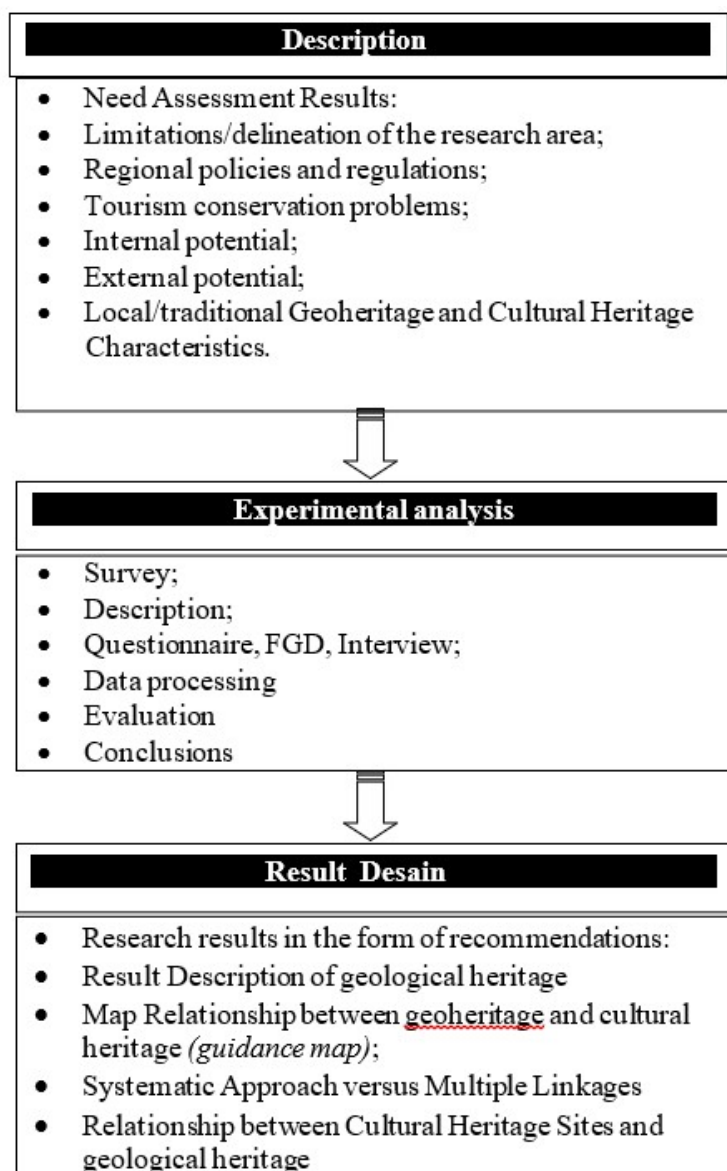 Description
• Need Assessment Results:
• Limitations/delineation of the research area;
• Regional policies and regulations;
• Tourism conservation problems;
• Internal potential;
• External potential;
• Local/traditional Geoheritage and Cultural Heritage
Characteristics.
Experimental analysis
• Survey;
• Description;
• Questionnaire, FGD, Interview;
• Data processing
• Evaluation
• Conclusions
Result Desain
• Research results in the form of recommendations:
• Result Description of geological heritage
• Map Relationship between geoheritage and cultural
heritage (guidance map);
• Systematic Approach versus Multiple Linkages
• Relationship between Cultural Heritage Sites and
geological heritage